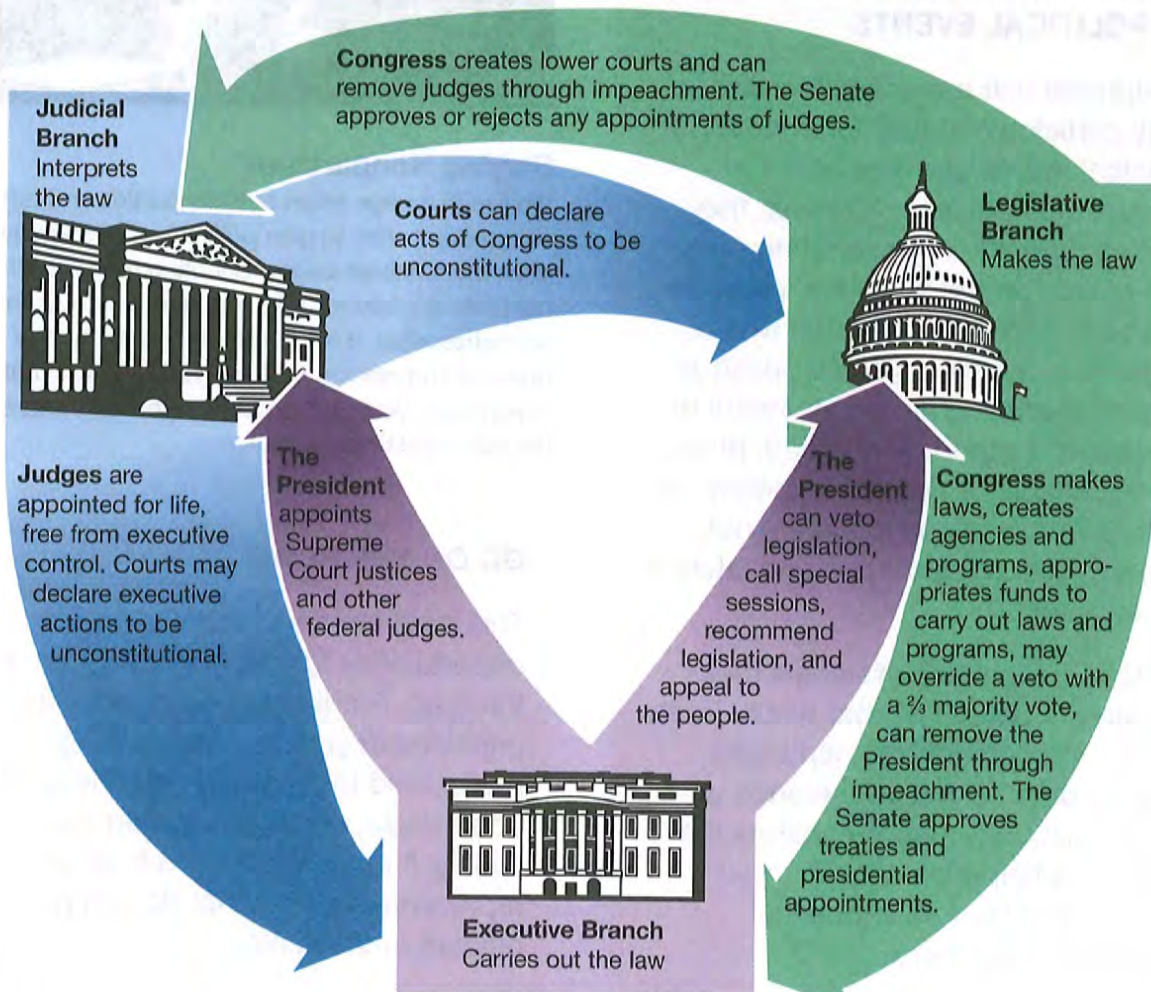 POLITICAL EVENTS
Congress creates lower courts and can
remove judges through impeachment. The Senate
approves or rejects any appointments of judges.
Judicial
Branch
Interprets
the law
Courts can declare
acts of Congress to be
unconstitutional.
Legislative
Branch
Makes the law
Judges are
appointed for life,
free from executive
control. Courts may
declare executive
actions to be
unconstitutional.
The
President
appoints
Supreme
Court justices
and other
federal judges.
The
President
can veto
legislation,
call special
sessions,
recommend
legislation, and
appeal to
the people.
Congress makes
laws, creates
agencies and
programs, appro-
priates funds to
carry out laws and
programs, may
override a veto with
a ⅔ majority vote,
can remove the
President through
impeachment. The
Senate approves
treaties and
presidential
appointments.
Executive Branch
Carries out the law